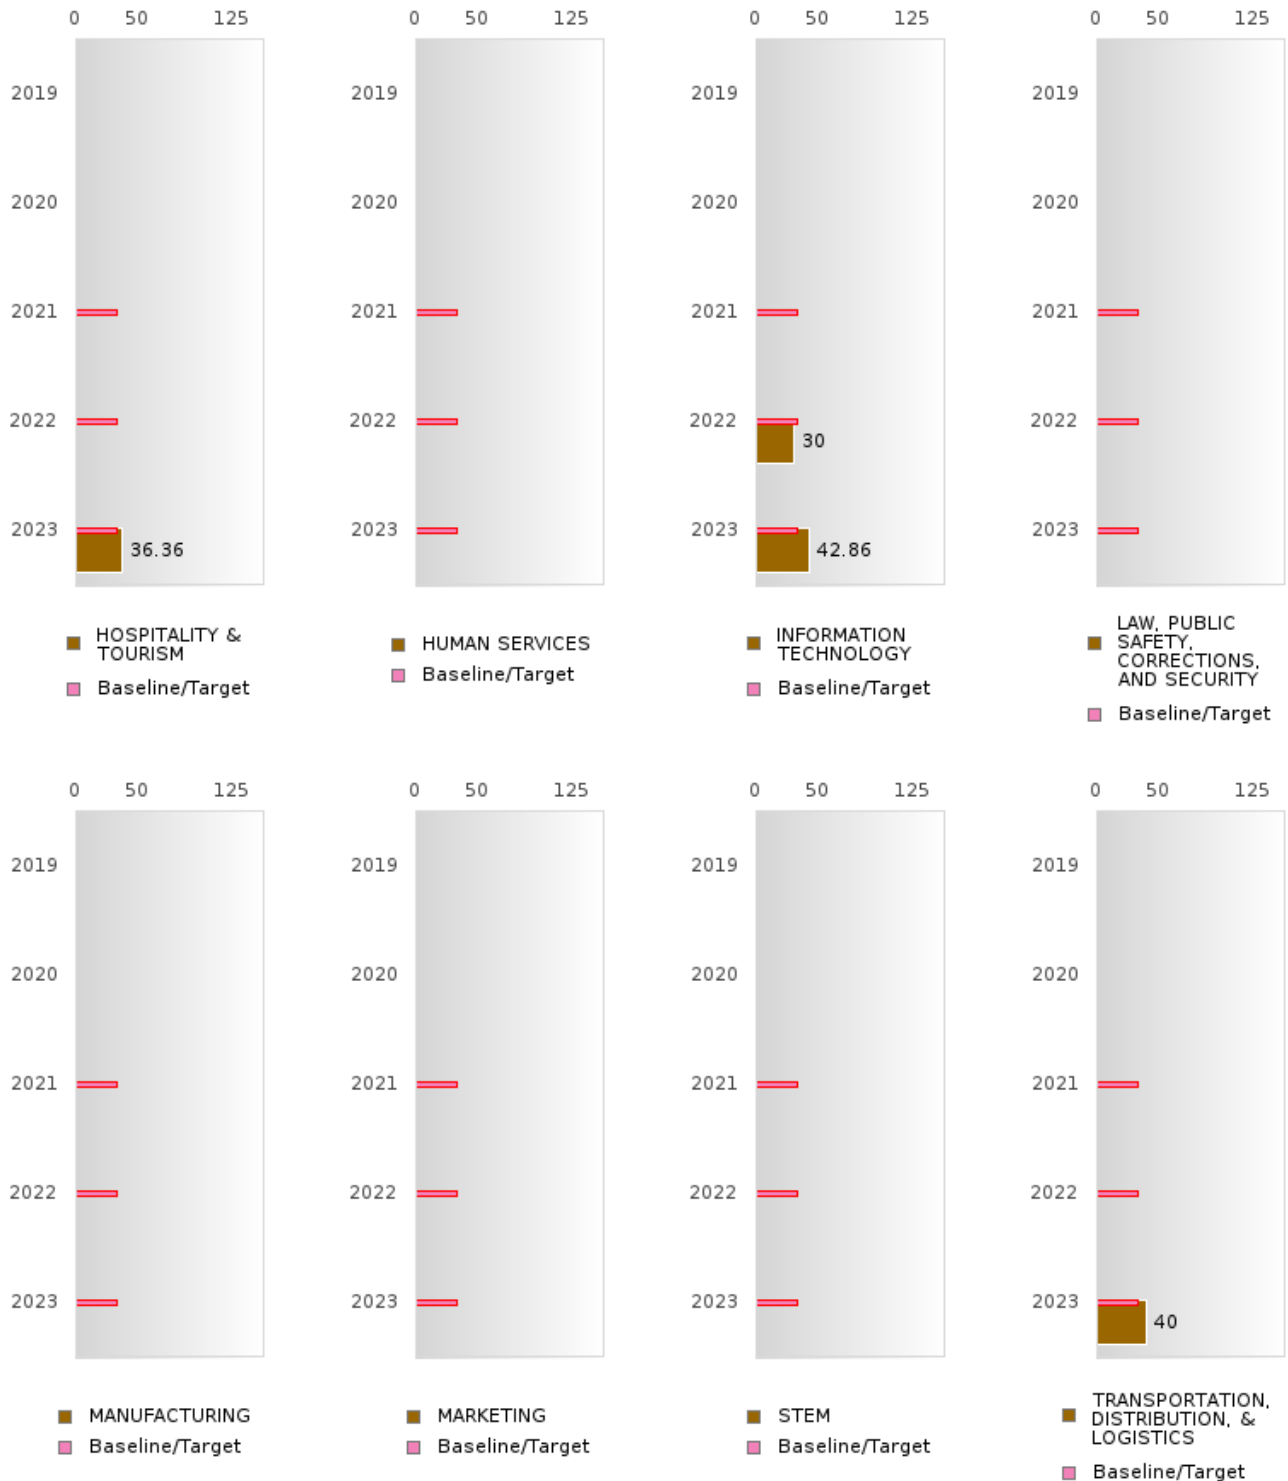 0 50 125 0 50 125 0 50 125 0 50 125
2019 2019 2019 2019
2020 2020 2020 2020
2021 2021 2021 2021
2022 2022 2022 2022
30
2023 2023 2023 2023
36.36 42.86
HOSPITALITY &
TOURISM
Baseline/Target
HUMAN SERVICES
Baseline/Target
INFORMATION
TECHNOLOGY
Baseline/Target
LAW, PUBLIC
SAFETY,
CORRECTIONS,
AND SECURITY
Baseline/Target
0 50 125 0 50 125 0 50 125 0 50 125
2019 2019 2019 2019
2020 2020 2020 2020
2021 2021 2021 2021
2022 2022 2022 2022
2023 2023 2023 2023
40
MANUFACTURING
Baseline/Target
MARKETING
Baseline/Target
STEM
Baseline/Target
TRANSPORTATION,
DISTRIBUTION, &
LOGISTICS
Baseline/Target